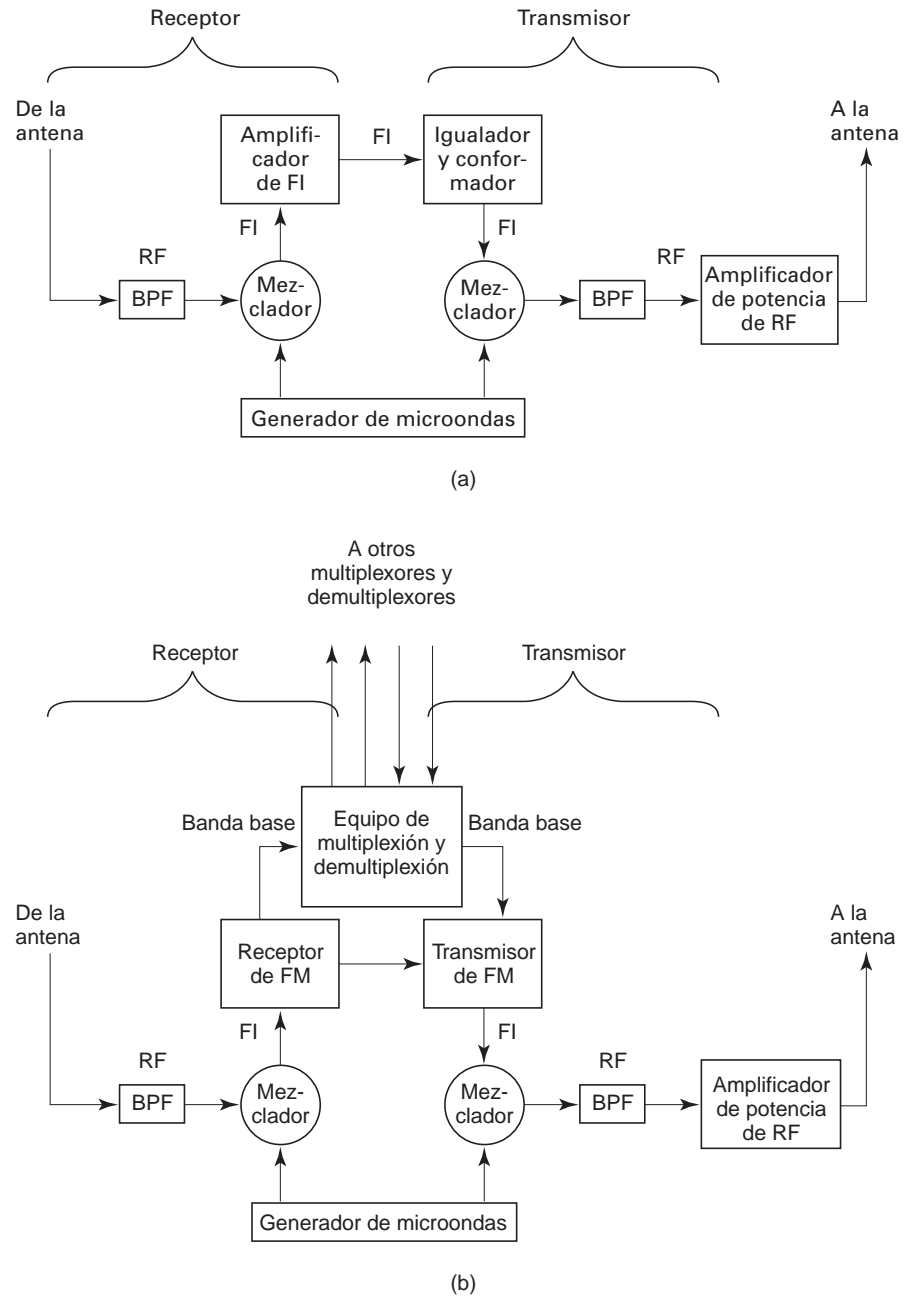 Receptor
Transmisor
De la
antena
A la
antena
Amplifi-
cador
de FI
FI
Igualador
y confor-
mador
FI
FI
RF
BPF
Mez-
clador
Mez-
clador
BPF
RF
Amplificador
de potencia
de RF
Generador de microondas
(a)
A otros
multiplexores y
demultiplexores
Receptor
Transmisor
Banda base
Equipo de
multiplexión y
demultiplexión
Banda base
De la
antena
A la
antena
Receptor
de FM
Transmisor
de FM
FI
FI
RF
BPF
Mez-
clador
Mez-
clador
RF
BPF
Amplificador
de potencia
de RF
Generador de microondas
(b)